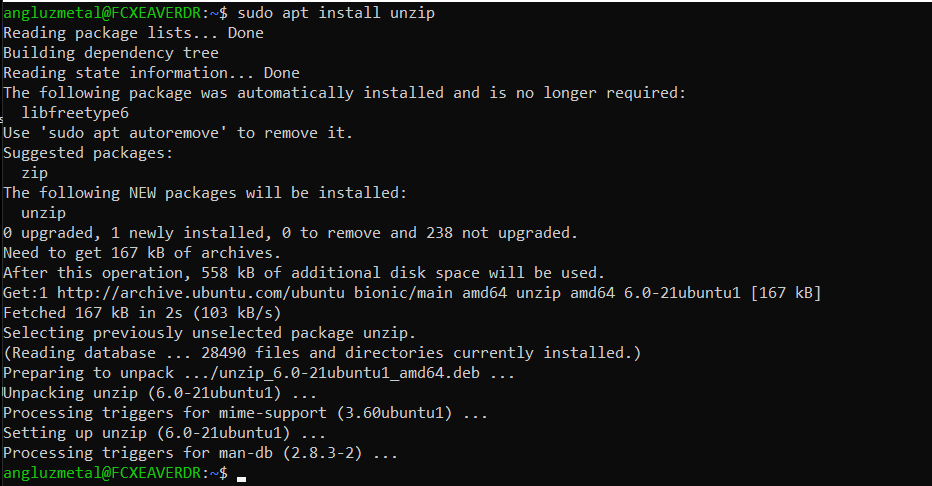 angluzmetal@FCXEAVERDR:~$ sudo apt install unzip
Reading package lists... Done
Building dependency tree
Reading state information... Done
The following package was automatically installed and is no longer required:
  libfreetype6
Use 'sudo apt autoremove' to remove it.
Suggested packages:
  zip
The following NEW packages will be installed:
  unzip
0 upgraded, 1 newly installed, 0 to remove and 238 not upgraded.
Need to get 167 kB of archives.
After this operation, 558 kB of additional disk space will be used.
Get:1 http://archive.ubuntu.com/ubuntu bionic/main amd64 unzip amd64 6.0-21ubuntu1 [167 kB]
Fetched 167 kB in 2s (103 kB/s)
Selecting previously unselected package unzip.
(Reading database ... 28490 files and directories currently installed.)
Preparing to unpack .../unzip_6.0-21ubuntu1_amd64.deb ...
Unpacking unzip (6.0-21ubuntu1) ...
Processing triggers for mime-support (3.60ubuntu1) ...
Setting up unzip (6.0-21ubuntu1) ...
Processing triggers for man-db (2.8.3-2) ...
angluzmetal@FCXEAVERDR:~$